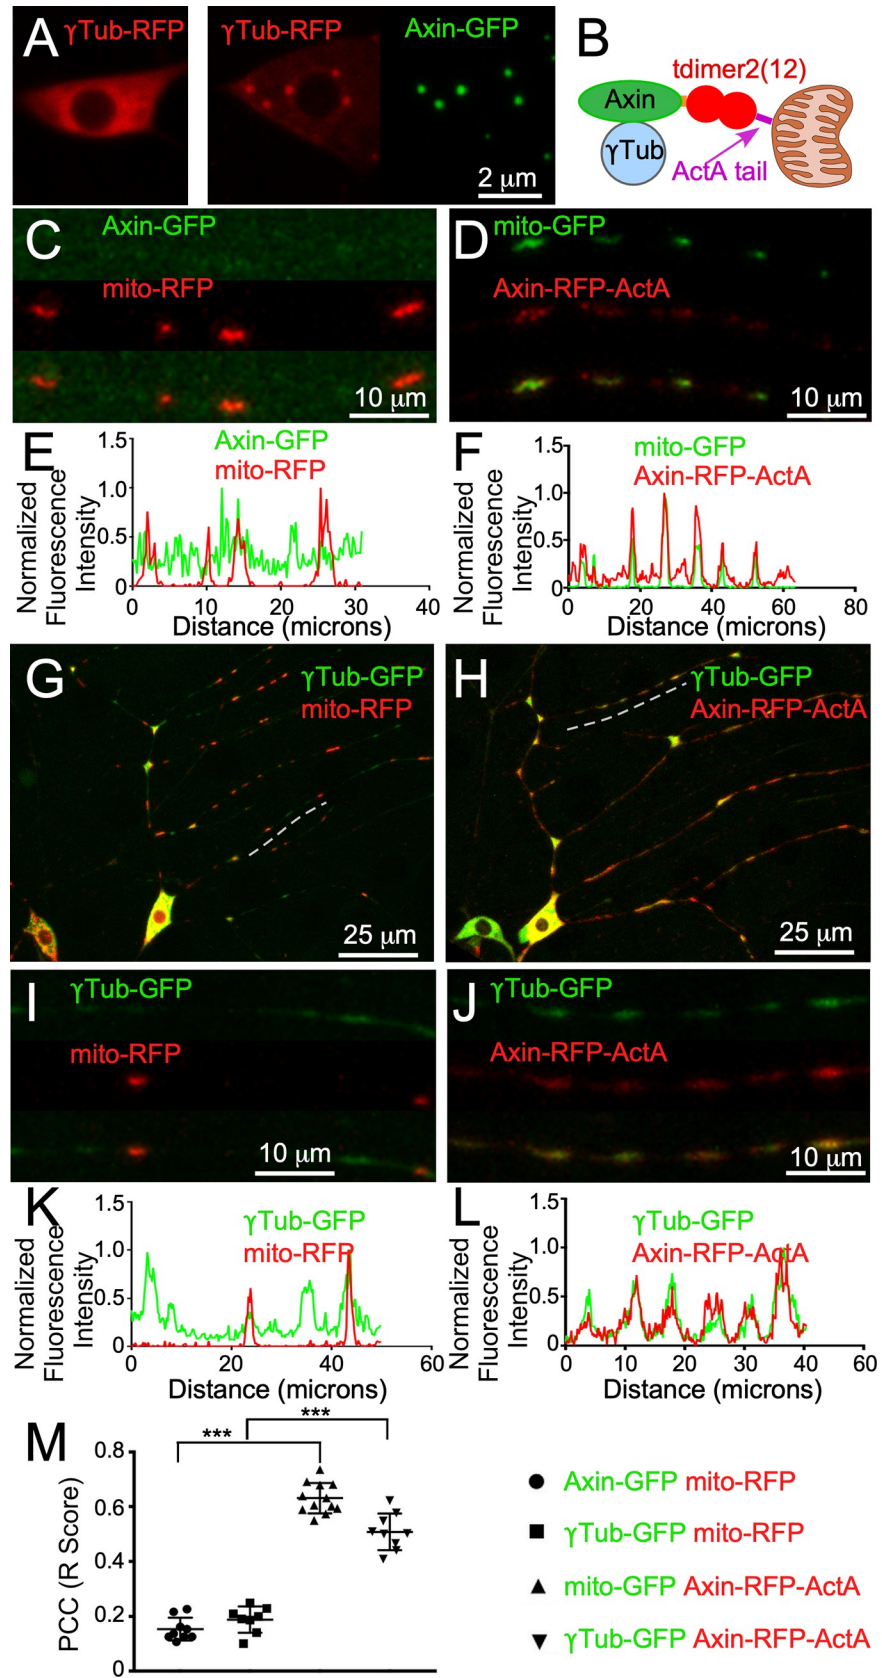 A
γTub-RFP
γTub-RFP
Axin-GFP
2 μm
B
tdimer2(12)
Axin
γTub
ActA tail
C
Axin-GFP
mito-RFP
10 μm
D
mito-GFP
Axin-RFP-ActA
10 μm
E
Axin-GFP
mito-RFP
Normalized
Fluorescence
Intensity
1.5
1.0
0.5
0
0 10 20 30 40
Distance (microns)
F
mito-GFP
Axin-RFP-ActA
Normalized
Fluorescence
Intensity
1.5
1.0
0.5
0
0 20 40 60 80
Distance (microns)
G
γTub-GFP
mito-RFP
25 μm
H
γTub-GFP
Axin-RFP-ActA
25 μm
I
γTub-GFP
mito-RFP
10 μm
J
γTub-GFP
Axin-RFP-ActA
10 μm
K
γTub-GFP
mito-RFP
Normalized
Fluorescence
Intensity
1.5
1.0
0.5
0
0 20 40 60
Distance (microns)
L
γTub-GFP
Axin-RFP-ActA
Normalized
Fluorescence
Intensity
1.5
1.0
0.5
0
0 10 20 30 40 60
Distance (microns)
M
***
***
PCC (R Score)
0.8
0.6
0.4
0.2
0
Axin-GFP mito-RFP
γTub-GFP mito-RFP
mito-GFP Axin-RFP-ActA
γTub-GFP Axin-RFP-ActA